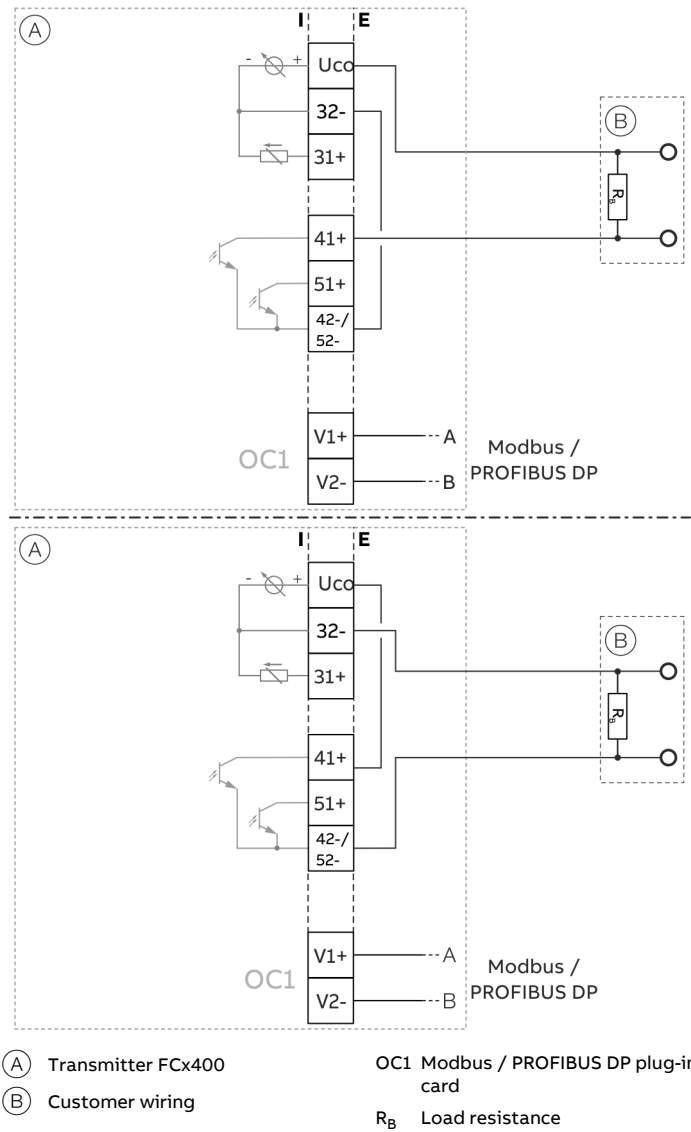 I E
A
- + Uco
32-
B
31+
RB
41+
51+
42-/
52-
V1+ A
OC1 Modbus /
V2- B PROFIBUS DP
I E
A
- + Uco
32-
B
31+
RB
41+
51+
42-/
52-
V1+ A
OC1 Modbus /
V2- B PROFIBUS DP
A Transmitter FCx400
B Customer wiring
OC1 Modbus / PROFIBUS DP plug-in
card
RB Load resistance